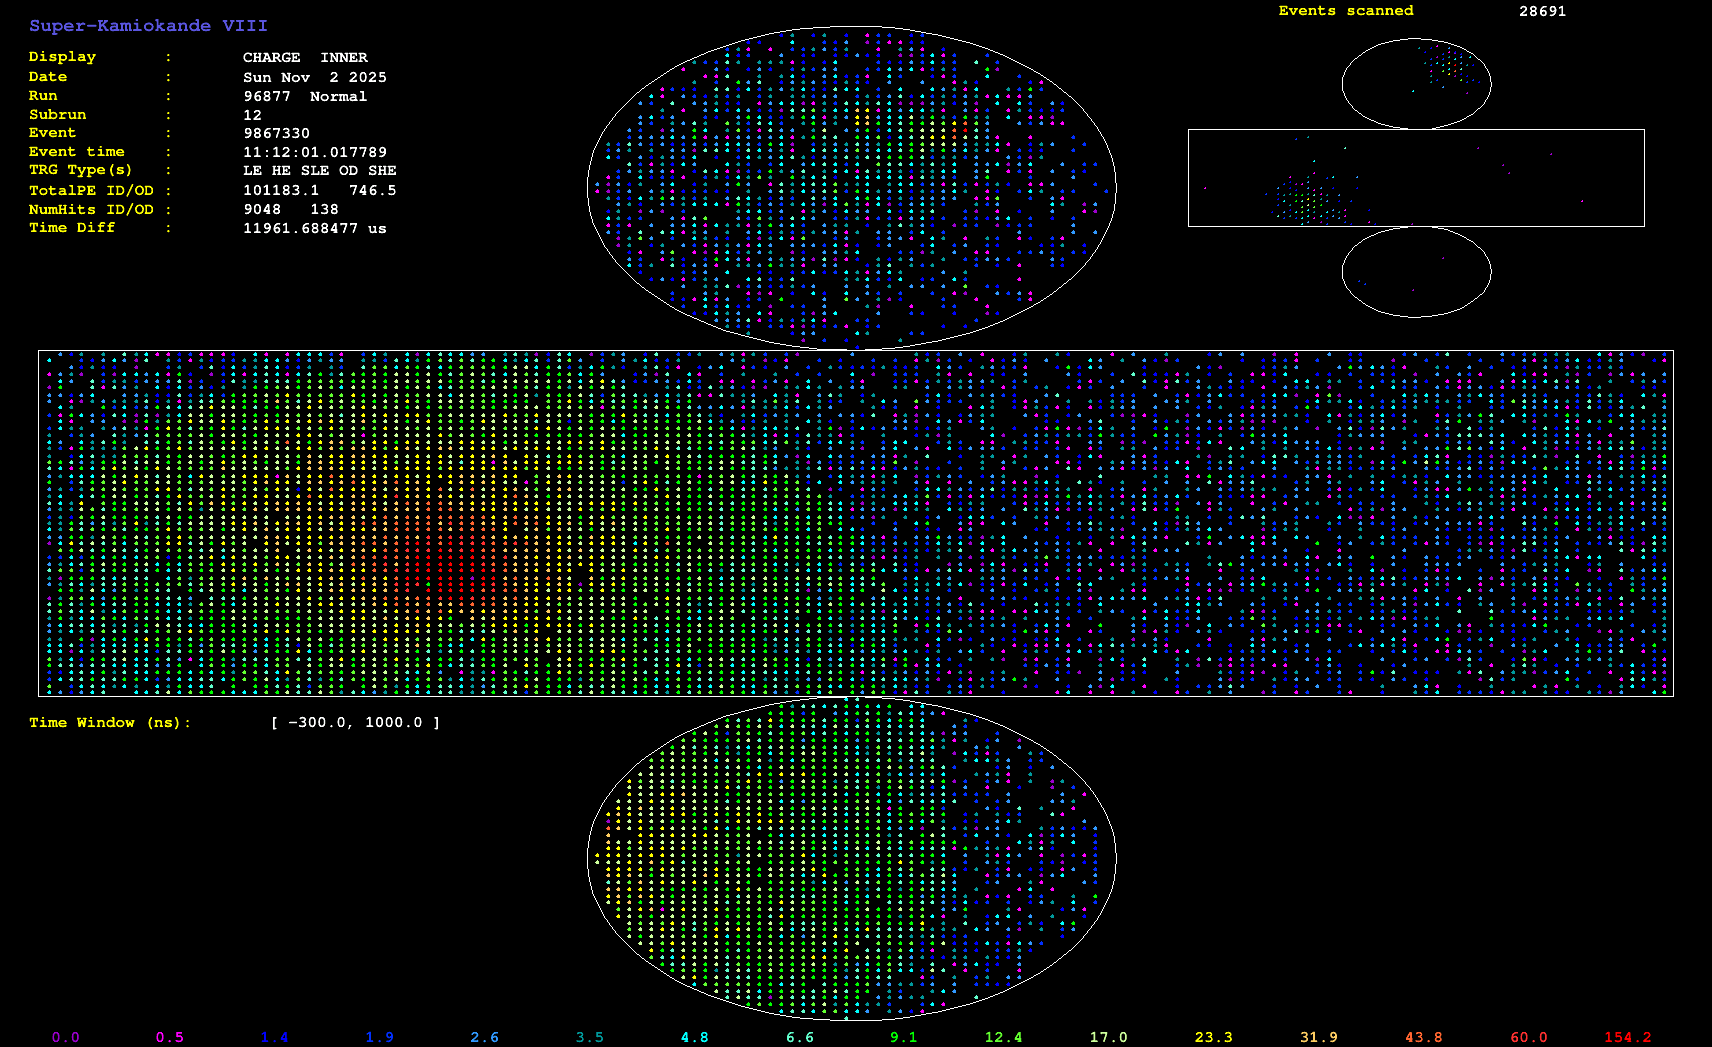 Super-Kamiokande VIII
Events scanned 28691
Display : CHARGE INNER
Date : Sun Nov 2 2025
Run : 96877 Normal
Subrun : 12
Event : 9867330
Event time : 11:12:01.017789
TRG Type(s) : LE HE SLE OD SHE
TotalPE ID/OD : 101183.1 746.5
NumHits ID/OD : 9048 138
Time Diff : 11961.688477 us
Time Window (ns): [ -300.0, 1000.0 ]
0.0 0.5 1.4 1.9 2.6 3.5 4.8 6.6 9.1 12.4 17.0 23.3 31.9 43.8 60.0 154.2